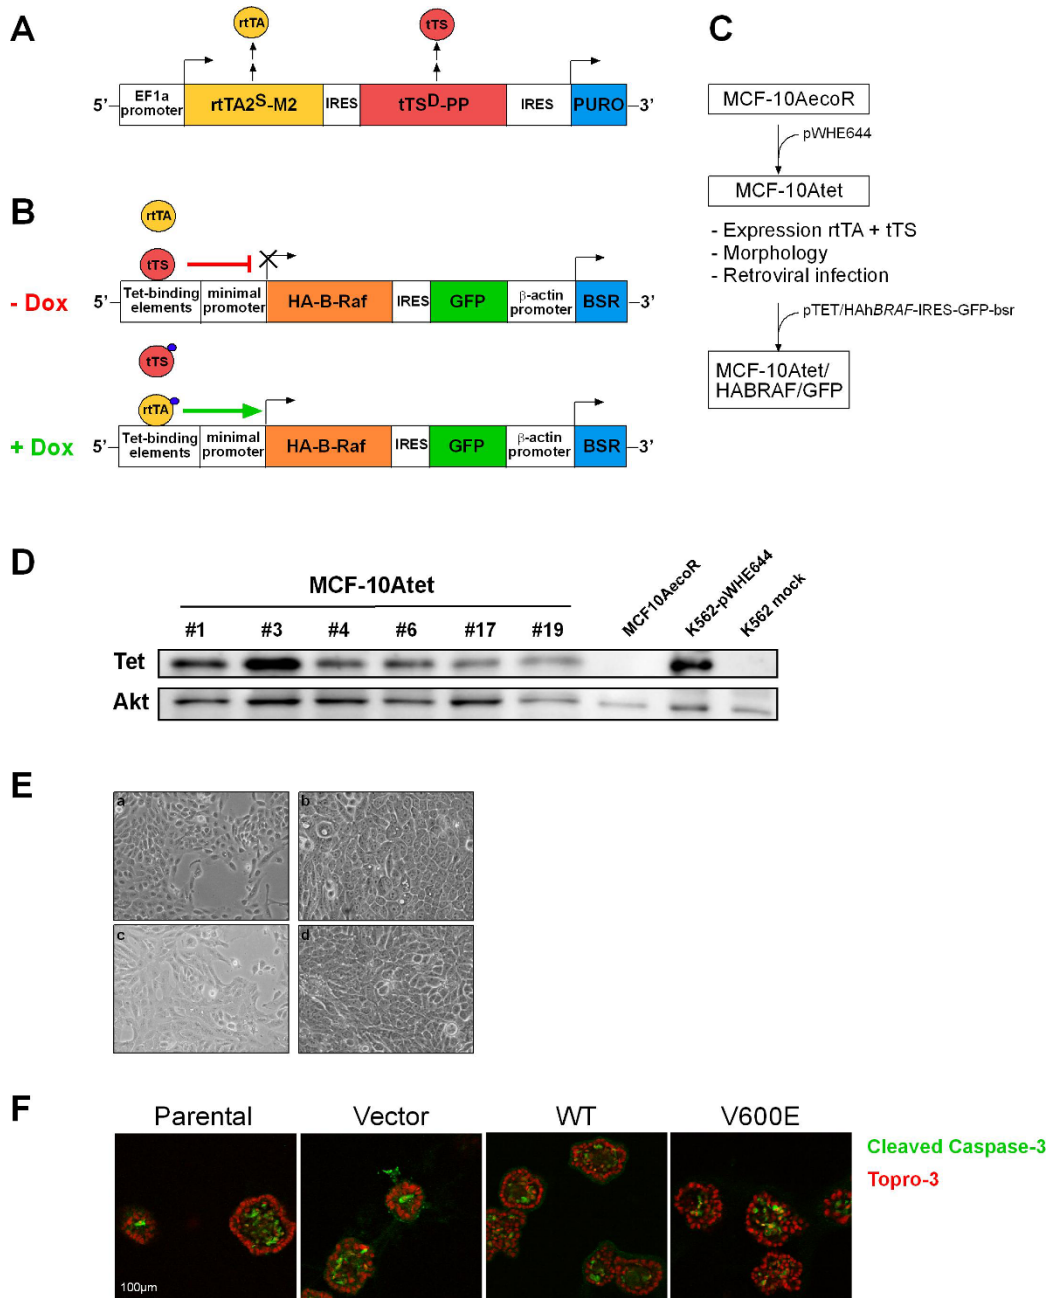 A
rtTA
tTS
5’
EF1a promoter
rtTA2S-M2
IRES
tTSD-PP
IRES
PURO
3’
B
rtTA
tTS
- Dox
5’
Tet-binding elements
minimal promoter
HA-B-Raf
IRES
GFP
β-actin promoter
BSR
3’
tTS
rtTA
+ Dox
5’
Tet-binding elements
minimal promoter
HA-B-Raf
IRES
GFP
β-actin promoter
BSR
3’
C
MCF-10AecoR
pWHE644
MCF-10Atet
- Expression rtTA + tTS
- Morphology
- Retroviral infection
pTET/HAhBRAF-IRES-GFP-bsr
MCF-10Atet/
HABRAF/GFP
D
MCF-10Atet
#1 #3 #4 #6 #17 #19 MCF10AecoR K562-pWHE644 K562 mock
Tet
Akt
E
a
b
c
d
F
Parental Vector WT V600E
Cleaved Caspase-3
Topro-3
100µm